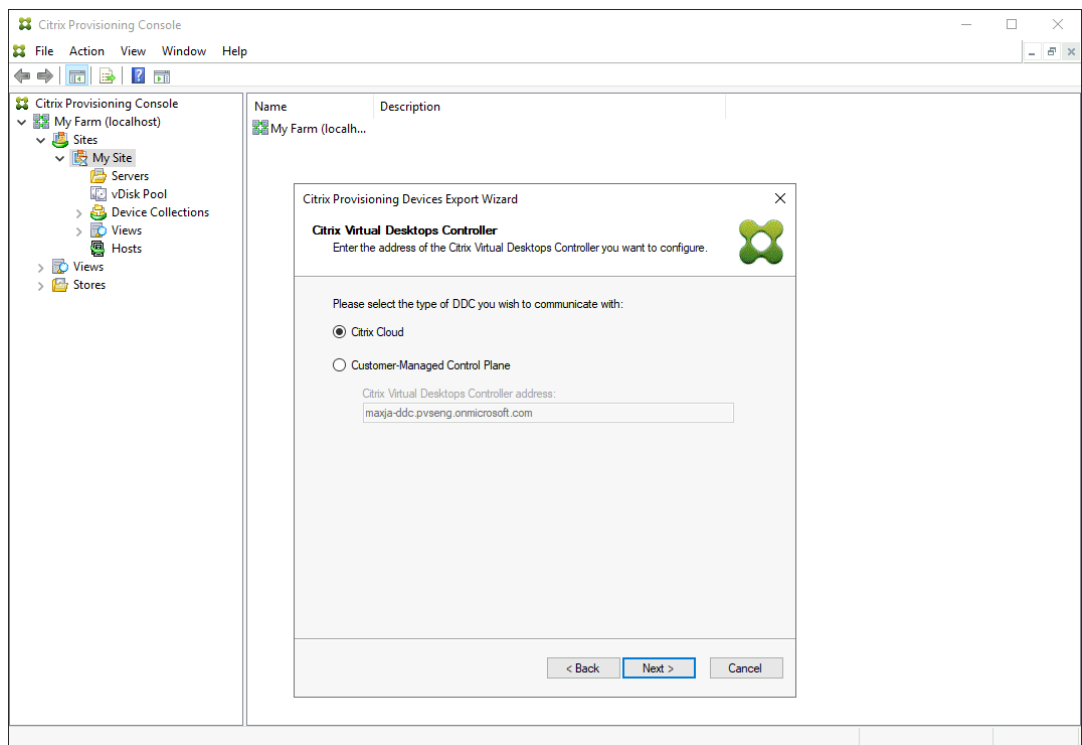 Citrix Provisioning Console
File Action View Window Help
Citrix Provisioning Console
My Farm (localhost)
Sites
My Site
Servers
vDisk Pool
Device Collections
Views
Hosts
Views
Stores
Name Description
My Farm (localh...
Citrix Provisioning Devices Export Wizard
Citrix Virtual Desktops Controller
Enter the address of the Citrix Virtual Desktops Controller you want to configure.
Please select the type of DDC you wish to communicate with:
Citrix Cloud
Customer-Managed Control Plane
Citrix Virtual Desktops Controller address:
maxja-ddc.pvseng.onmicrosoft.com
< Back Next > Cancel